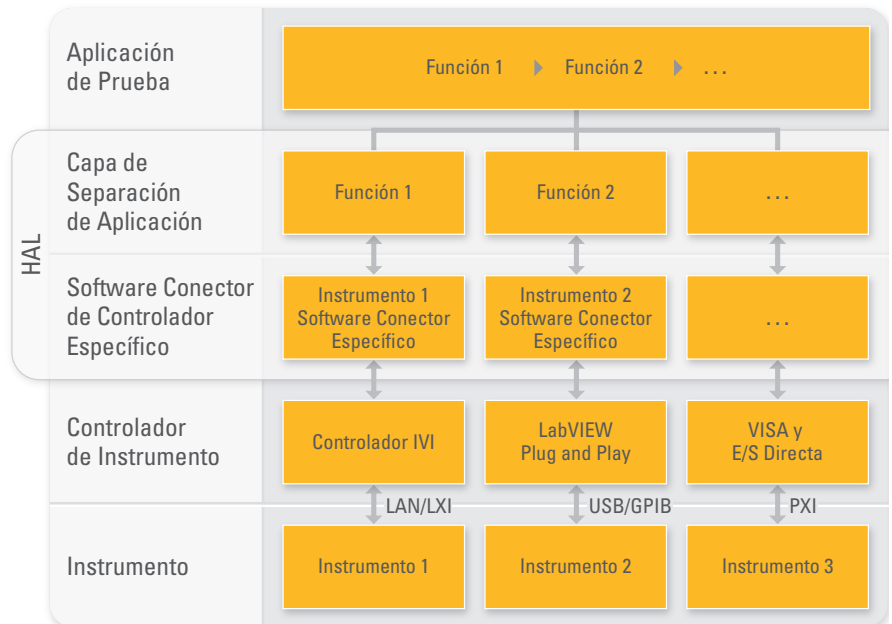 Aplicación
de Prueba
Función 1
Función 2
...
HAL
Capa de
Separación
de Aplicación
Función 1
Función 2
...
Software Conector
de Controlador
Específico
Instrumento 1
Software Conector
Específico
Instrumento 2
Software Conector
Específico
...
Controlador
de Instrumento
Controlador IVI
LabVIEW
Plug and Play
VISA y
E/S Directa
LAN/LXI
USB/GPIB
PXI
Instrumento
Instrumento 1
Instrumento 2
Instrumento 3